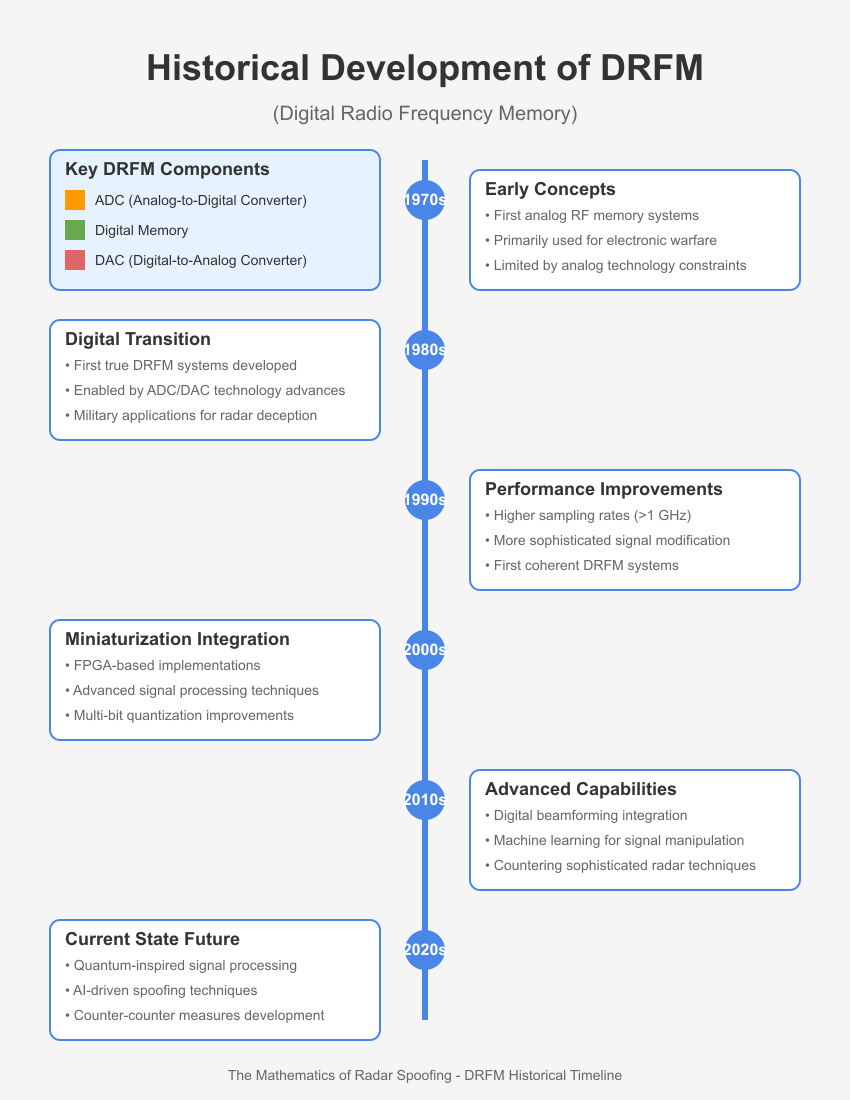 Historical Development of DRFM
(Digital Radio Frequency Memory)
Key DRFM Components
ADC (Analog-to-Digital Converter)
Digital Memory
DAC (Digital-to-Analog Converter)
1970s
Early Concepts
• First analog RF memory systems
• Primarily used for electronic warfare
• Limited by analog technology constraints
Digital Transition
• First true DRFM systems developed
• Enabled by ADC/DAC technology advances
• Military applications for radar deception
1980s
1990s
Performance Improvements
• Higher sampling rates (>1 GHz)
• More sophisticated signal modification
• First coherent DRFM systems
Miniaturization Integration
• FPGA-based implementations
• Advanced signal processing techniques
• Multi-bit quantization improvements
2000s
2010s
Advanced Capabilities
• Digital beamforming integration
• Machine learning for signal manipulation
• Countering sophisticated radar techniques
Current State Future
• Quantum-inspired signal processing
• AI-driven spoofing techniques
• Counter-counter measures development
2020s
The Mathematics of Radar Spoofing - DRFM Historical Timeline